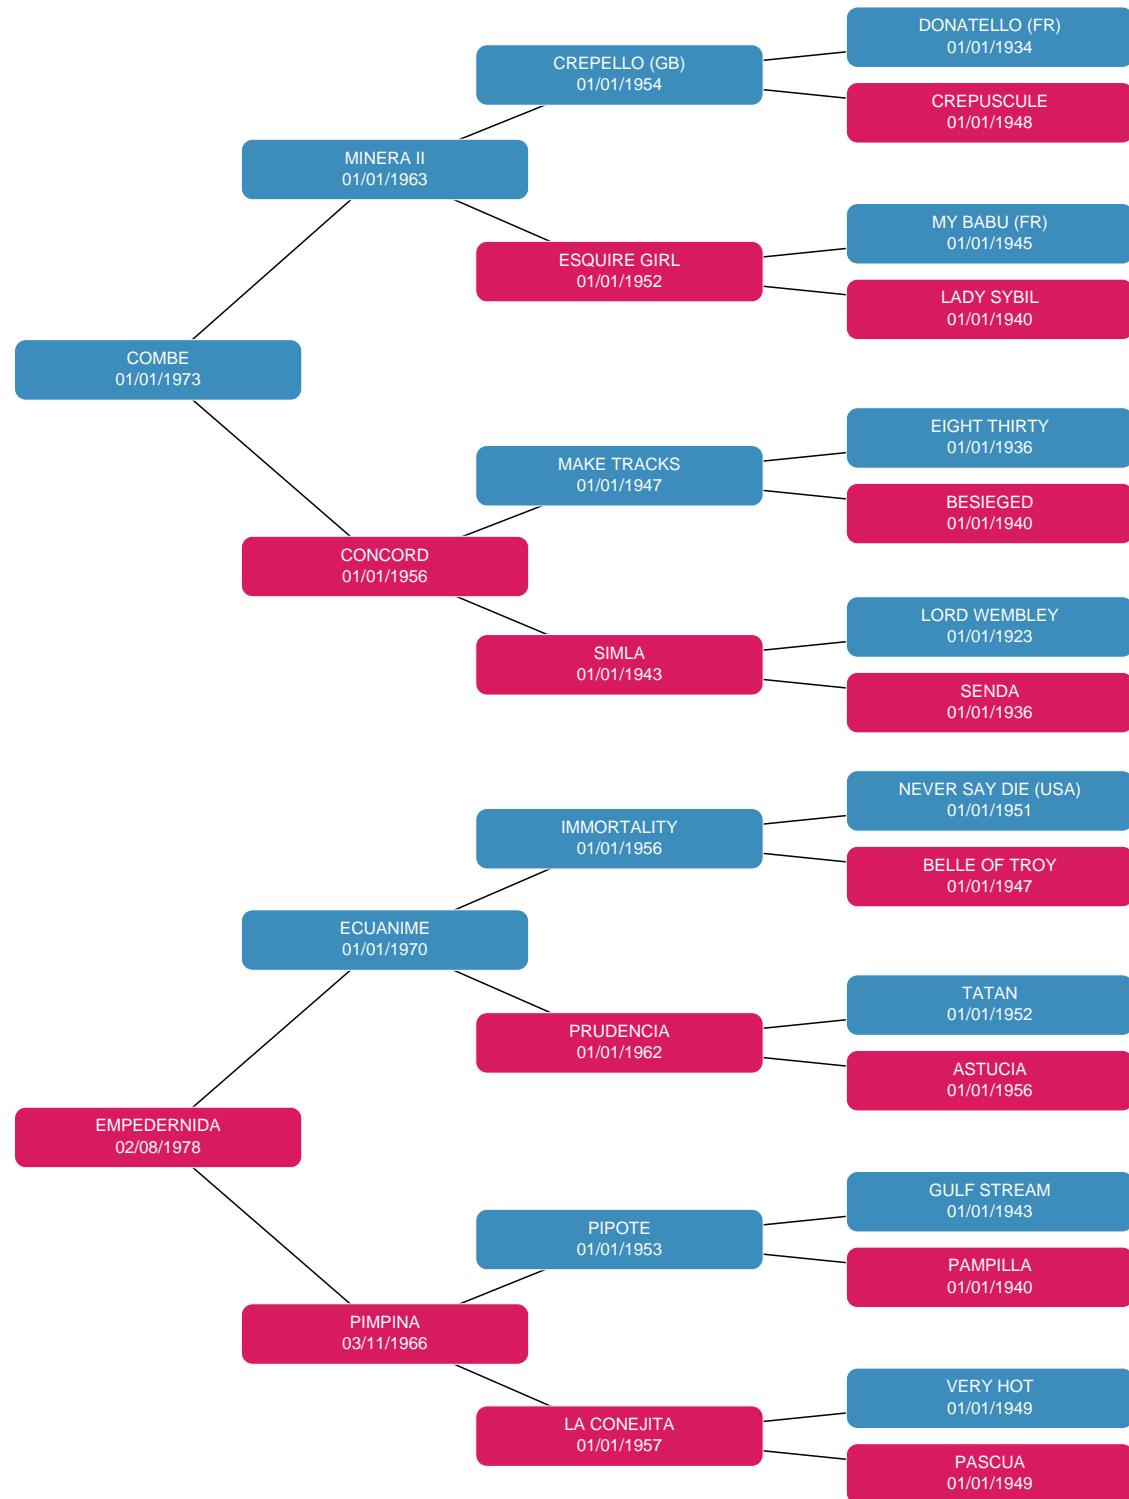 DONATELLO (FR)
01/01/1934
CREPELLO (GB)
01/01/1954
CREPUSCULE
01/01/1948
MINERA II
01/01/1963
MY BABU (FR)
01/01/1945
ESQUIRE GIRL
01/01/1952
LADY SYBIL
01/01/1940
COMBE
01/01/1973
EIGHT THIRTY
01/01/1936
MAKE TRACKS
01/01/1947
BESIEGED
01/01/1940
CONCORD
01/01/1956
LORD WEMBLEY
01/01/1923
SIMLA
01/01/1943
SENDA
01/01/1936
NEVER SAY DIE (USA)
01/01/1951
IMMORTALITY
01/01/1956
BELLE OF TROY
01/01/1947
ECUANIME
01/01/1970
TATAN
01/01/1952
PRUDENCIA
01/01/1962
ASTUCIA
01/01/1956
EMPEDERNIDA
02/08/1978
GULF STREAM
01/01/1943
PIPOTE
01/01/1953
PAMPILLA
01/01/1940
PIMPINA
03/11/1966
VERY HOT
01/01/1949
LA CONEJITA
01/01/1957
PASCUA
01/01/1949